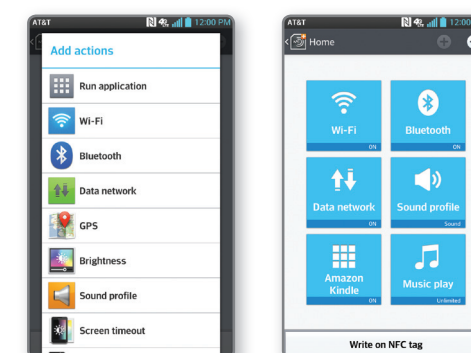 AT&T 12:00 PM
Add actions
Run application
Wi-Fi
Bluetooth
Data network
GPS
Brightness
Sound profile
Screen timeout
AT&T 12:00
Home
Wi-Fi
ON
Bluetooth
ON
Data network
ON
Sound profile
Sound
Amazon
Kindle
ON
Music play
Unlimited
Write on NFC tag